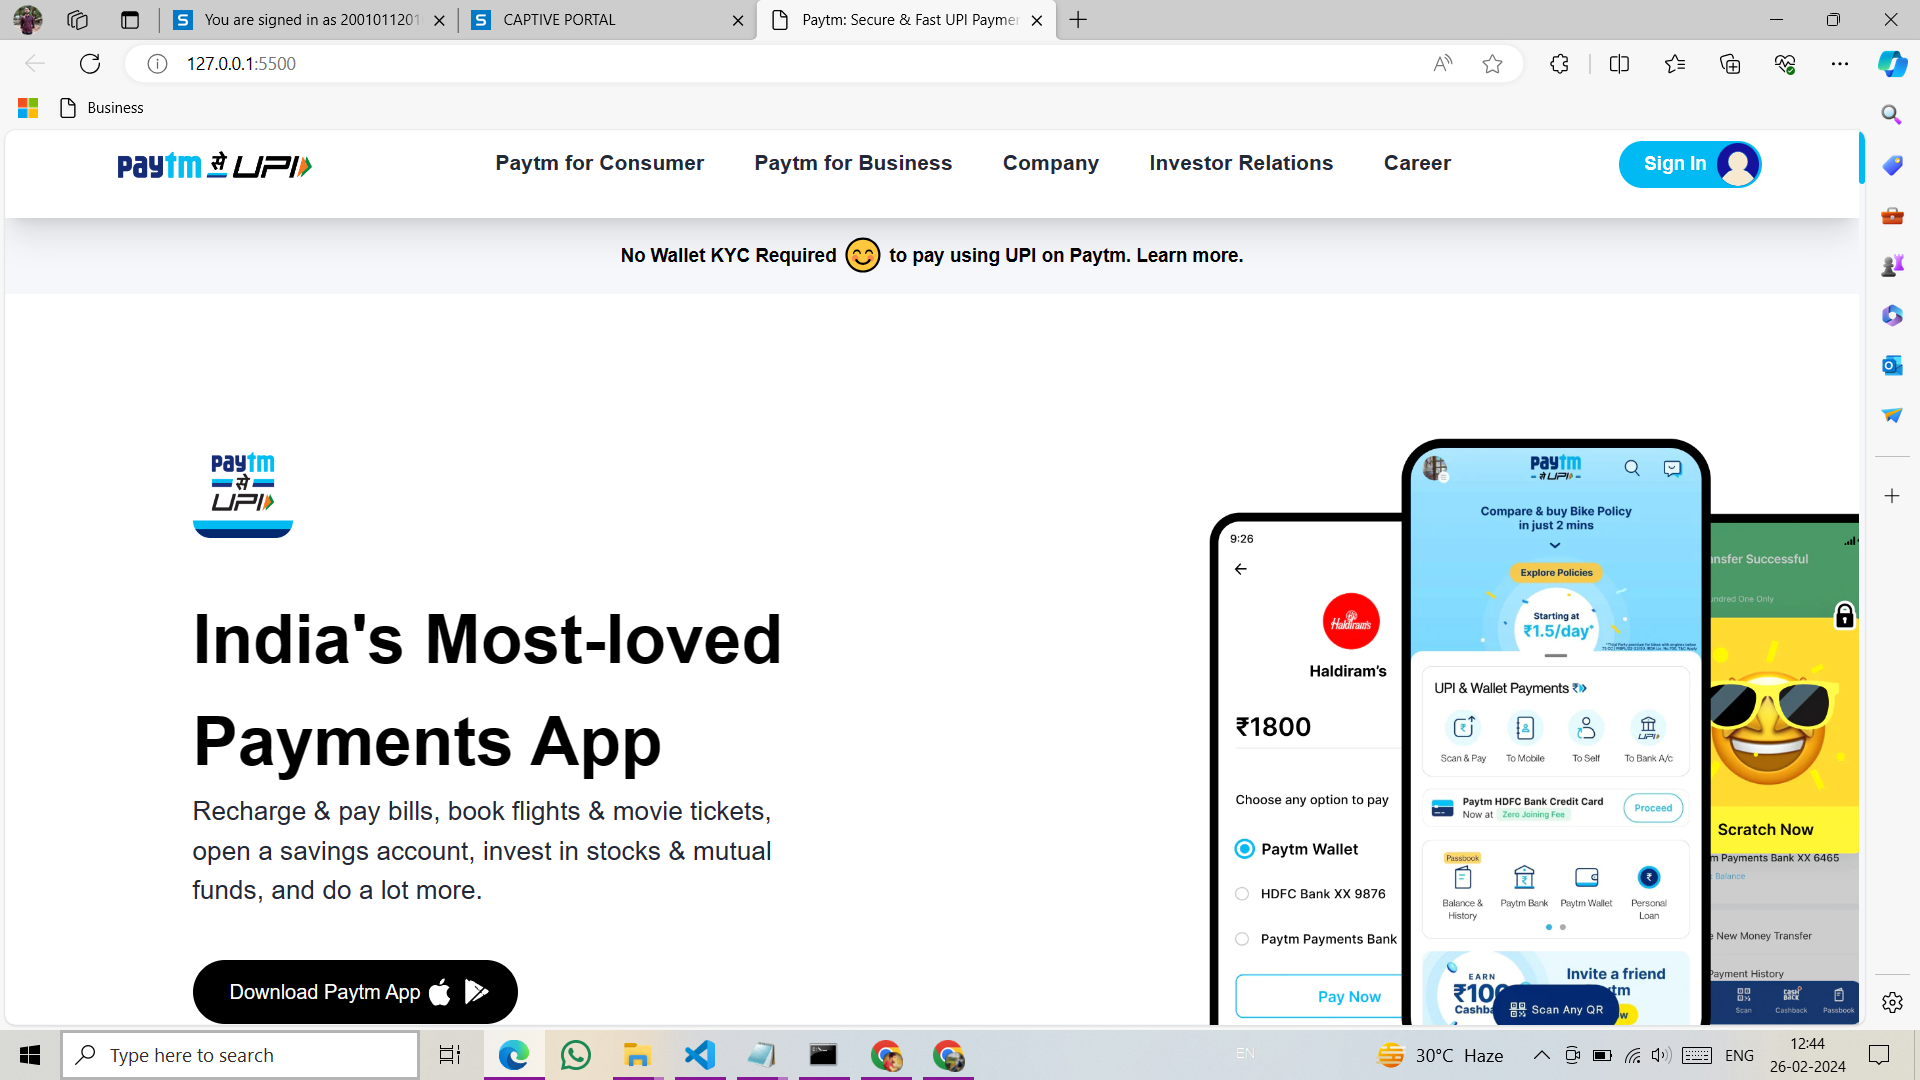 You are signed in as 2001011201
CAPTIVE PORTAL
Paytm: Secure & Fast UPI Paymen
127.0.0.1:5500
Business
paytm से UPI
Paytm for Consumer
Paytm for Business
Company
Investor Relations
Career
Sign In
No Wallet KYC Required to pay using UPI on Paytm. Learn more.
paytm
से
UPI
India's Most-loved
Payments App
Recharge & pay bills, book flights & movie tickets,
open a savings account, invest in stocks & mutual
funds, and do a lot more.
Download Paytm App
9:26
Haldiram's
Haldiram's
₹1800
Choose any option to pay
Paytm Wallet
HDFC Bank XX 9876
Paytm Payments Bank
Pay Now
paytm
से UPI
Compare & buy Bike Policy
in just 2 mins
Explore Policies
Starting at
₹1.5/day*
UPI & Wallet Payments
Scan & Pay
To Mobile
To Self
To Bank A/c
Paytm HDFC Bank Credit Card
Now at Zero Joining Fee
Proceed
Passbook
Balance &
History
Paytm Bank
Paytm Wallet
Personal
Loan
EARN
₹100
Cashba
Invite a friend
Scan Any QR
nsfer Successful
undred One Only
Scratch Now
m Payments Bank XX 6465
Balance
e New Money Transfer
Payment History
Scan
Cashback
Passbook
Type here to search
EN
30°C Haze
ENG
12:44
26-02-2024